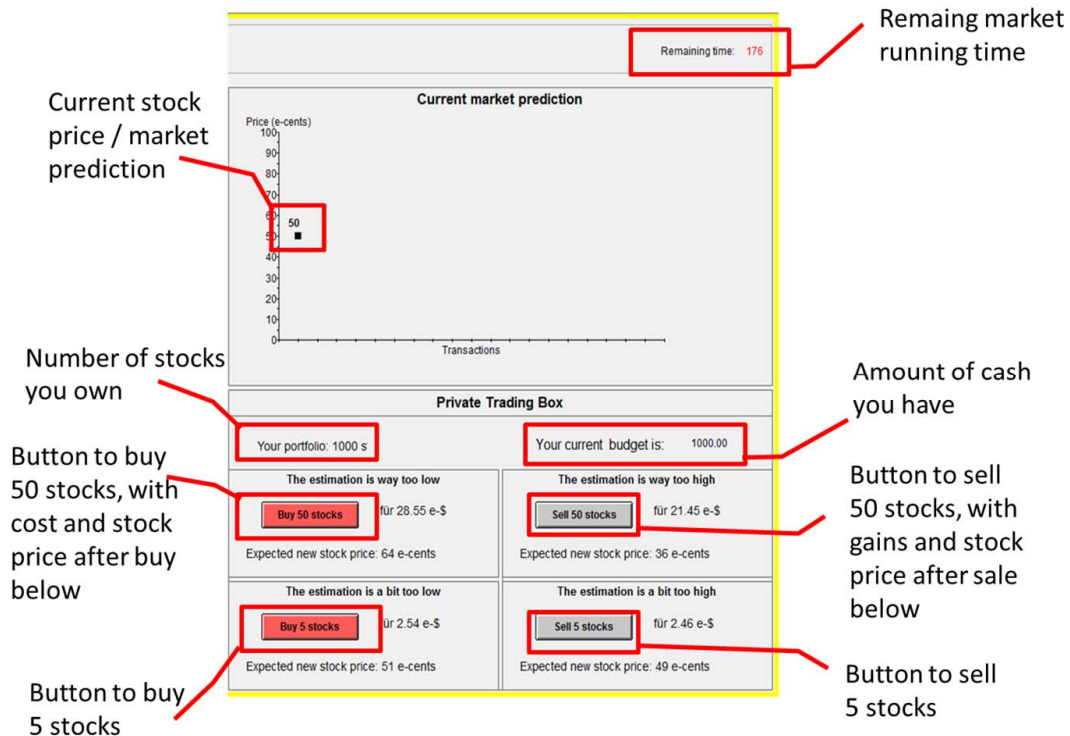 Remaing market
running time
Remaining time: 176
Current stock
price / market
prediction
Current market prediction
Price (e-cents)
100
90
80
70
60
50
50
40
30
20
10
0
Transactions
Number of stocks
you own
Amount of cash
you have
Private Trading Box
Your portfolio: 1000 s
Your current budget is: 1000.00
Button to buy
50 stocks, with
cost and stock
price after buy
below
The estimation is way too low
Buy 50 stocks für 28.55 e-$
Expected new stock price: 64 e-cents
The estimation is way too high
Sell 50 stocks für 21.45 e-$
Expected new stock price: 36 e-cents
Button to sell
50 stocks, with
gains and stock
price after sale
below
The estimation is a bit too low
Buy 5 stocks ür 2.54 e-$
Expected new stock price: 51 e-cents
The estimation is a bit too high
Sell 5 stocks für 2.46 e-$
Expected new stock price: 49 e-cents
Button to buy
5 stocks
Button to sell
5 stocks